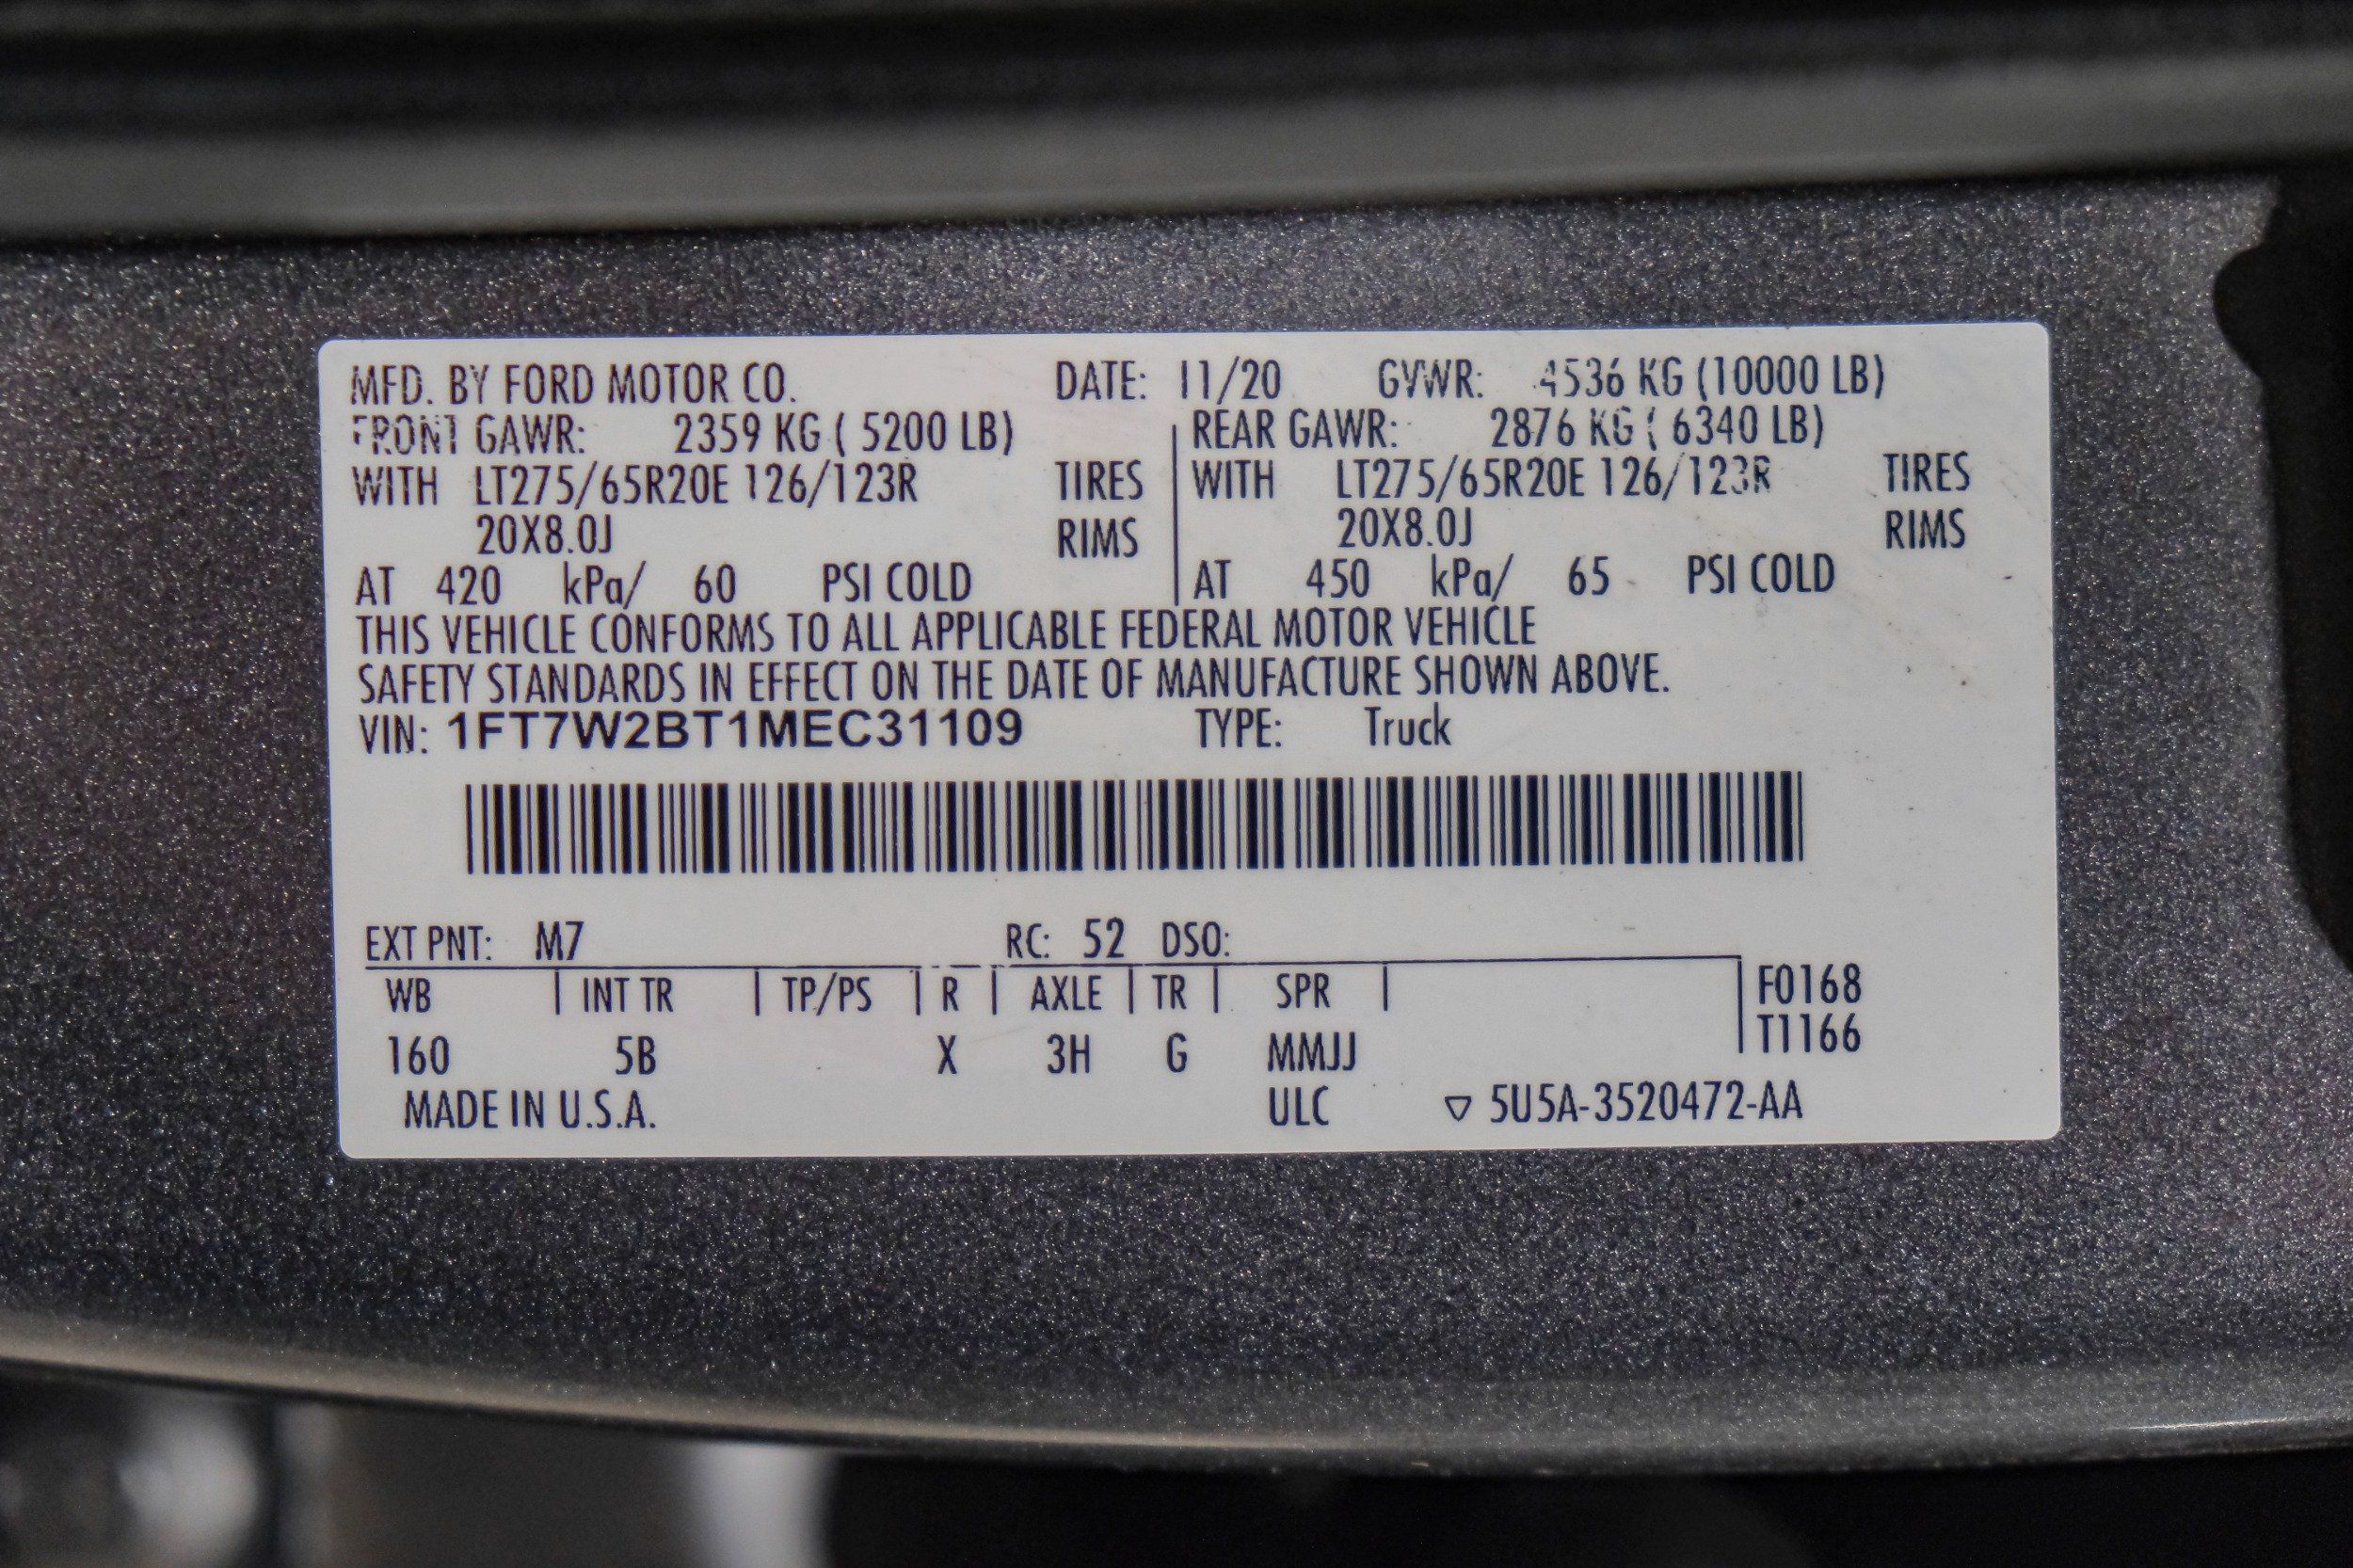 MFD. BY FORD MOTOR CO. DATE: 11/20 GVWR: 4536 KG (10000 LB)
FRONT GAWR: 2359 KG ( 5200 LB) REAR GAWR: 2876 KG ( 6340 LB)
WITH LT275/65R20E 126/123R TIRES WITH LT275/65R20E 126/123R TIRES
20X8.0J RIMS 20X8.0J RIMS
AT 420 kPa/ 60 PSI COLD AT 450 kPa/ 65 PSI COLD
THIS VEHICLE CONFORMS TO ALL APPLICABLE FEDERAL MOTOR VEHICLE
SAFETY STANDARDS IN EFFECT ON THE DATE OF MANUFACTURE SHOWN ABOVE.
VIN: 1FT7W2BT1MEC31109 TYPE: Truck
EXT PNT: M7 RC: 52 DSO:
WB | INT TR | TP/PS | R | AXLE | TR | SPR | F0168
T1166
160 5B X 3H G MMJJ
MADE IN U.S.A. ULC ▽ 5U5A-3520472-AA